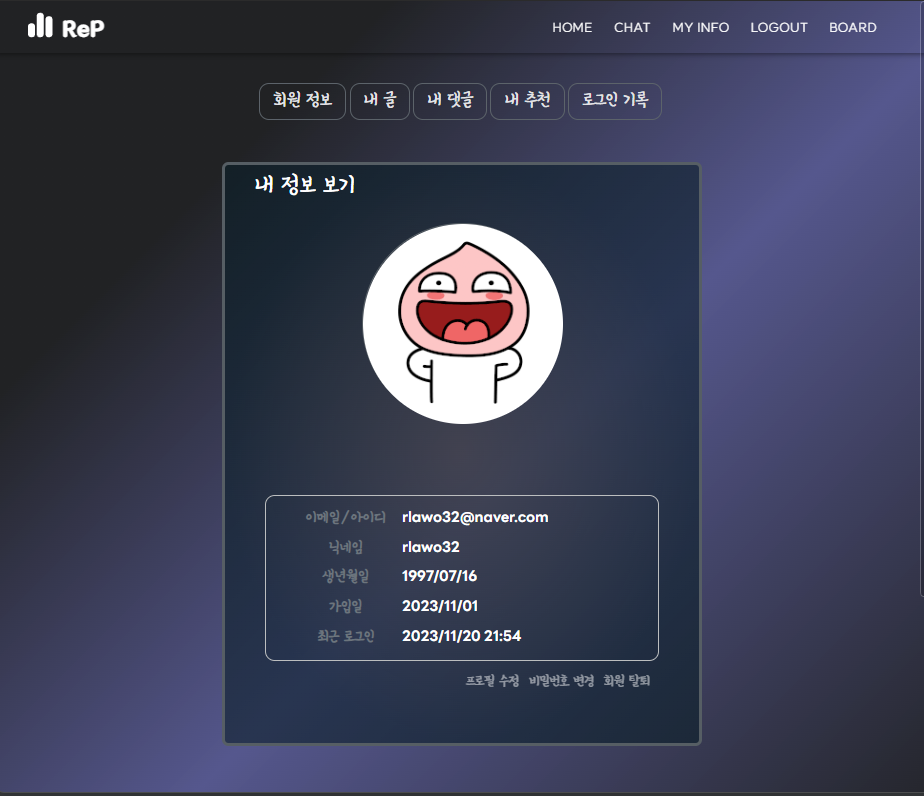 ReP HOME CHAT MY INFO LOGOUT BOARD
회원 정보 내 글 내 댓글 내 추천 로그인 기록
내 정보 보기
이메일/아이디 rlawo32@naver.com
닉네임 rlawo32
생년월일 1997/07/16
가입일 2023/11/01
최근 로그인 2023/11/20 21:54
프로필 수정 비밀번호 변경 회원 탈퇴